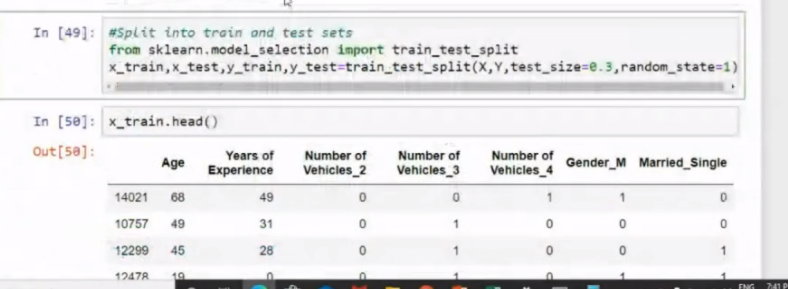 In [49]: #Split into train and test sets
from sklearn.model_selection import train_test_split
x_train,x_test,y_train,y_test=train_test_split(X,Y,test_size=0.3,random_state=1)
In [50]: x_train.head()
Out[50]:
Age Years of Experience Number of Vehicles_2 Number of Vehicles_3 Number of Vehicles_4 Gender_M Married_Single
14021 68 49 0 0 1 1 0
10757 49 31 0 1 0 0 0
12299 45 28 0 1 0 0 1
12478 19 0 0 1 0 1 1
ENG 7:41 P